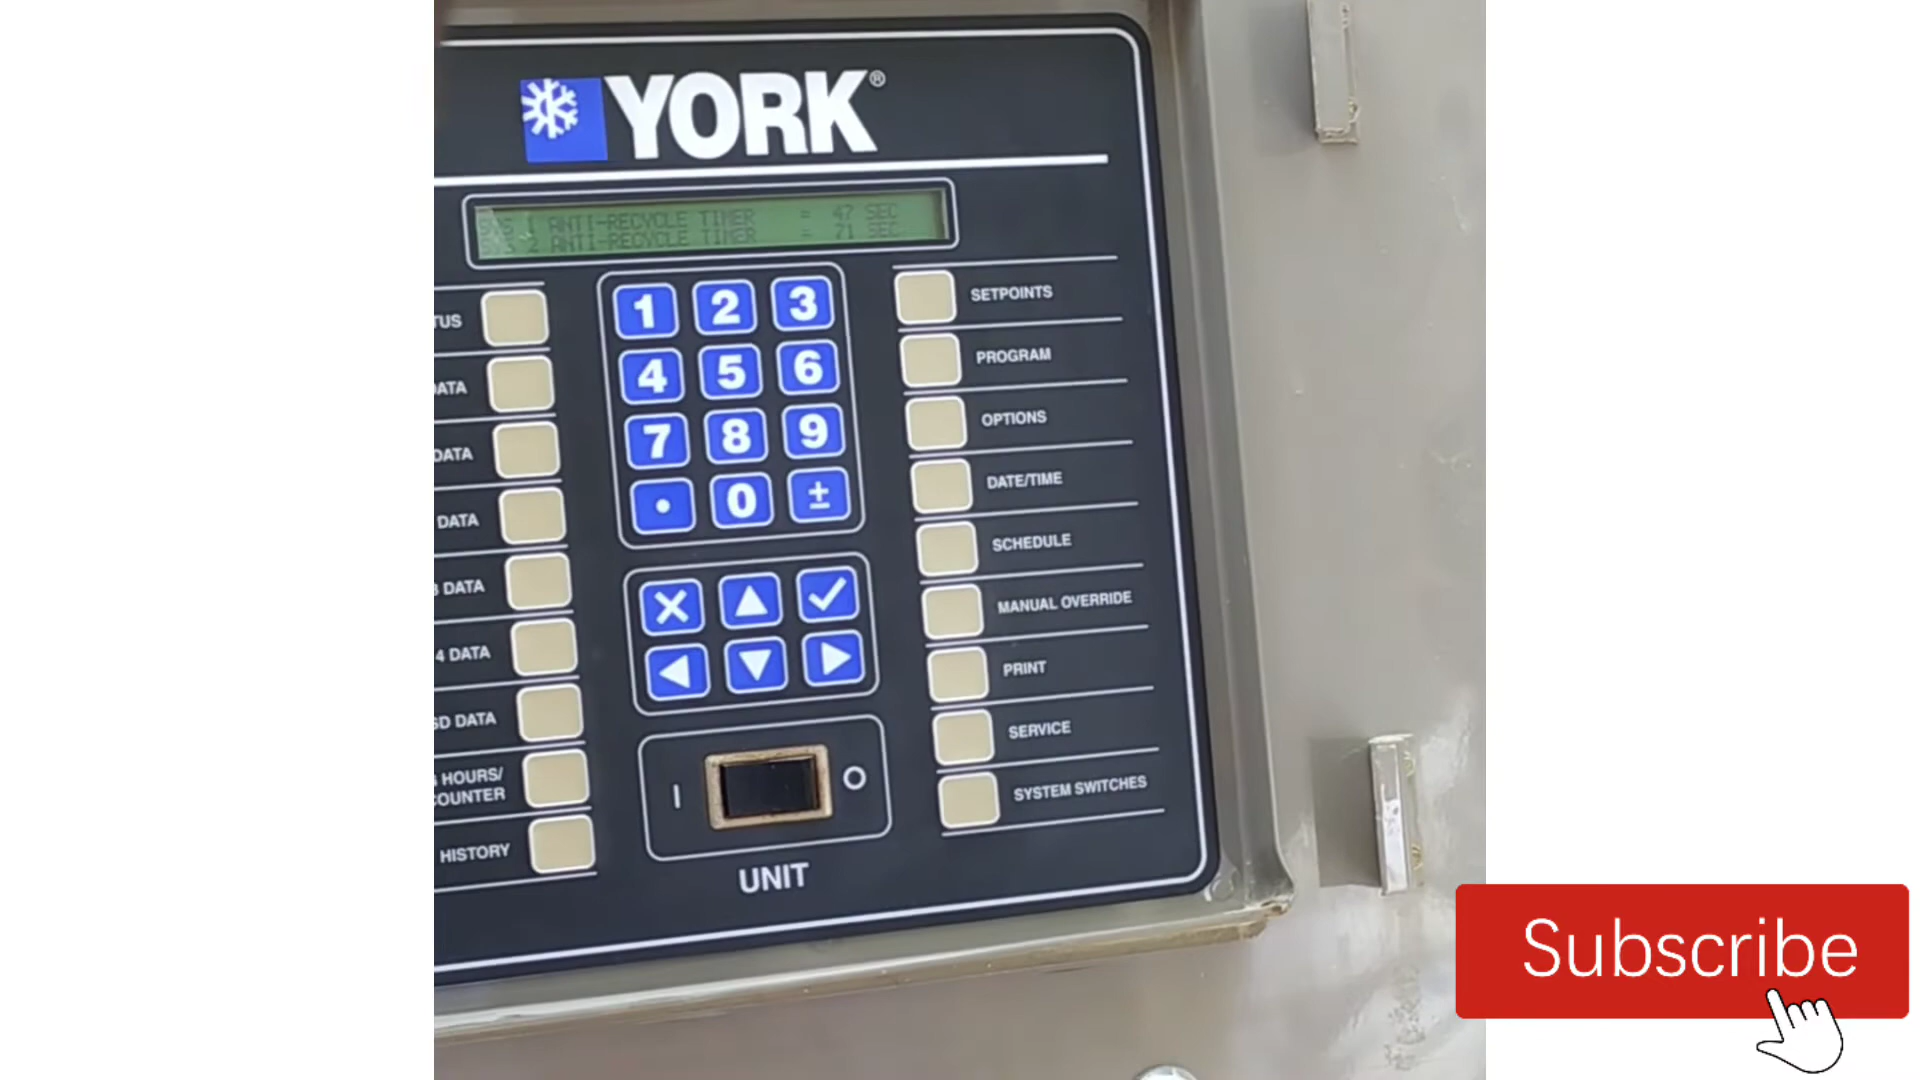 YORK®
SYS 1 ANTI-RECYCLE TIMER = 47 SEC
S 2 ANTI-RECYCLE TIMER = 71 SEC
TUS
DATA
DATA
DATA
3 DATA
4 DATA
SD DATA
HOURS/
COUNTER
HISTORY
1 2 3
4 5 6
7 8 9
• 0 ±
I O
UNIT
SETPOINTS
PROGRAM
OPTIONS
DATE/TIME
SCHEDULE
MANUAL OVERRIDE
PRINT
SERVICE
SYSTEM SWITCHES
Subscribe